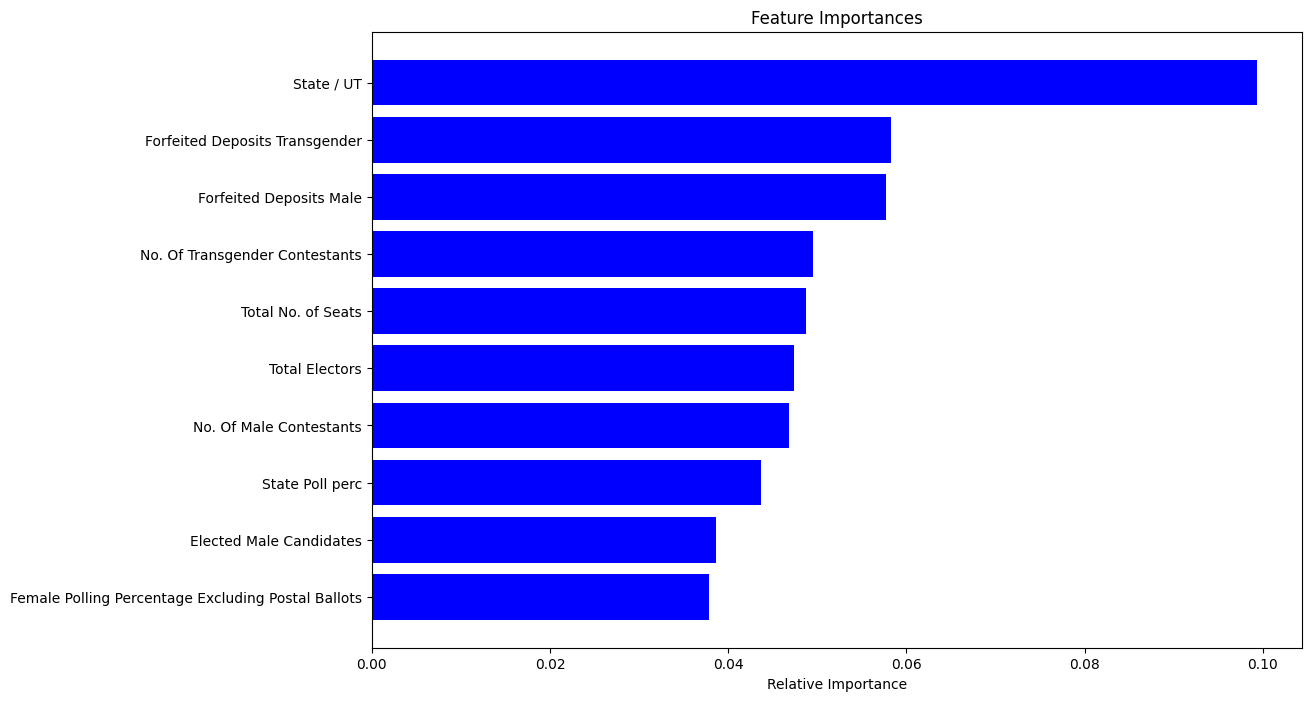 Feature Importances
State / UT
Forfeited Deposits Transgender
Forfeited Deposits Male
No. Of Transgender Contestants
Total No. of Seats
Total Electors
No. Of Male Contestants
State Poll perc
Elected Male Candidates
Female Polling Percentage Excluding Postal Ballots
0.00 0.02 0.04 0.06 0.08 0.10
Relative Importance